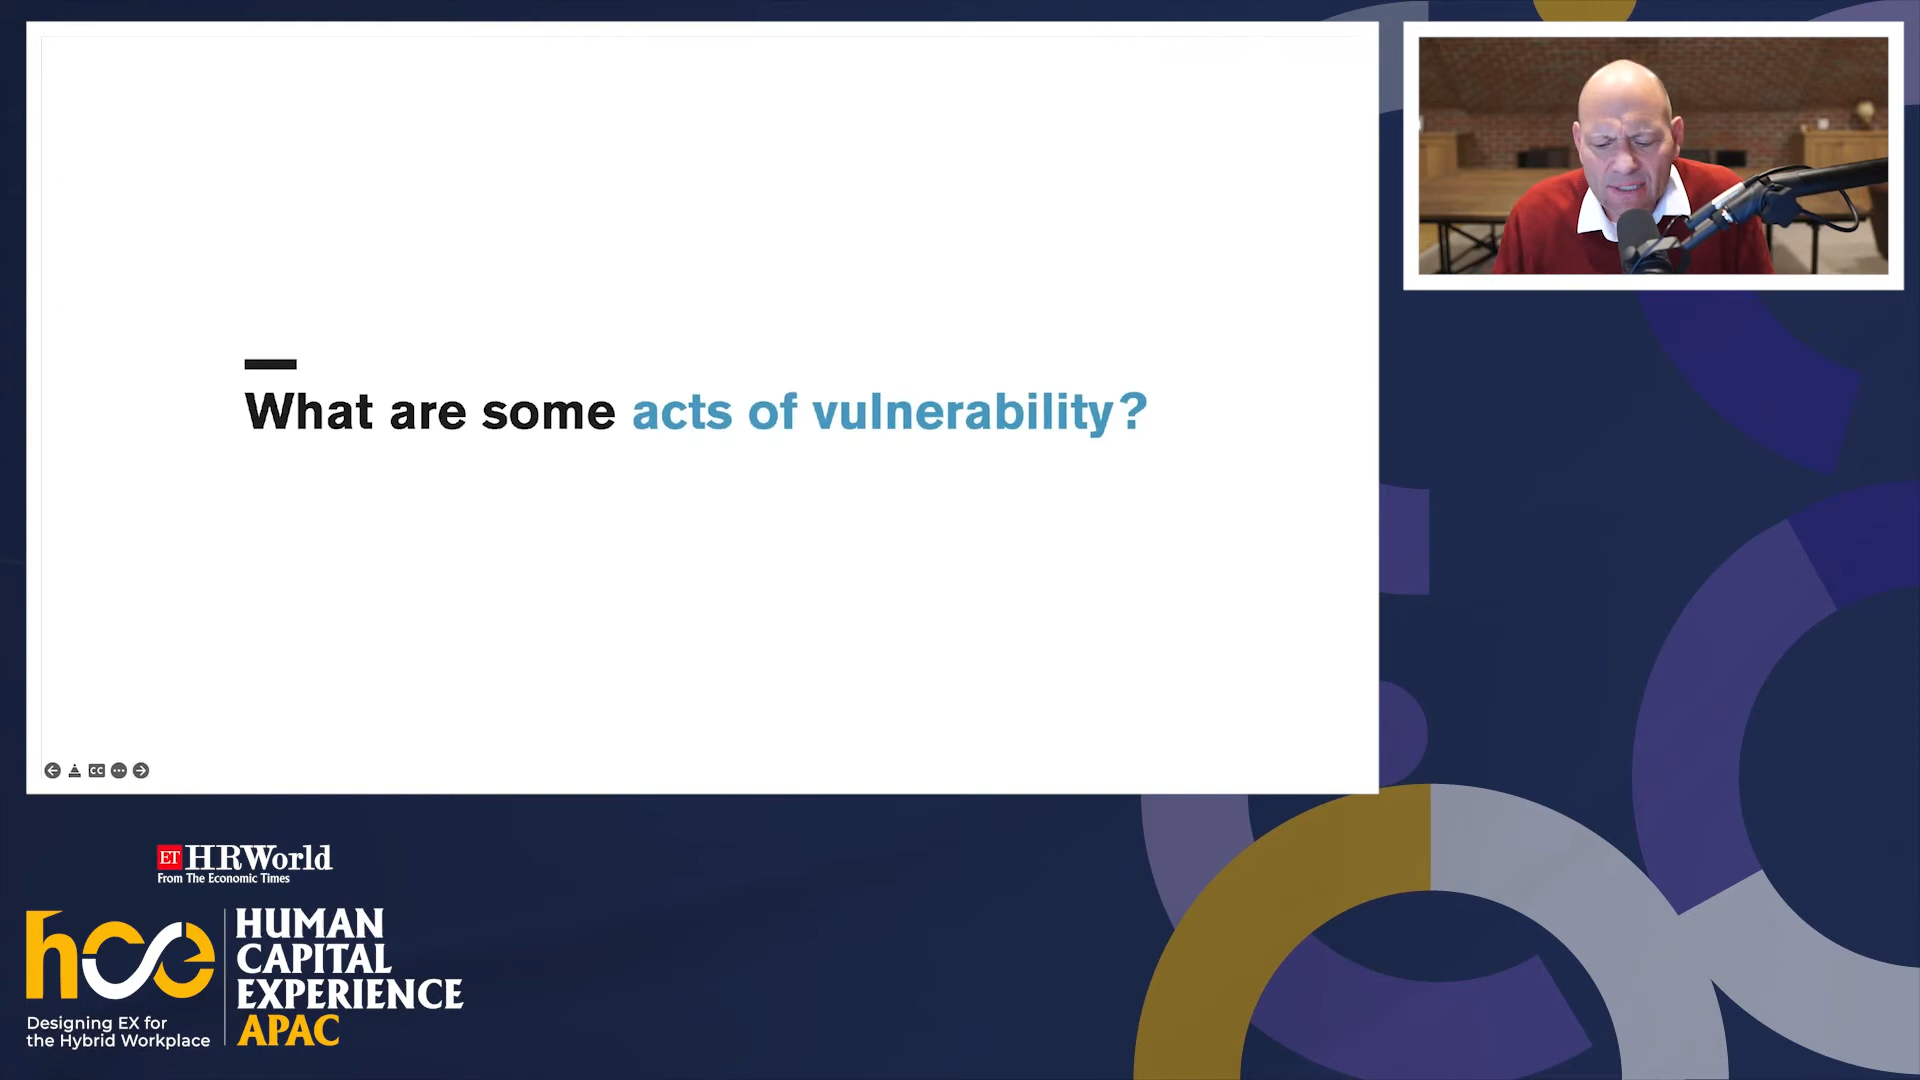 What are some acts of vulnerability?
CC
ET HRWorld
From The Economic Times
hce
HUMAN
CAPITAL
EXPERIENCE
APAC
Designing EX for
the Hybrid Workplace